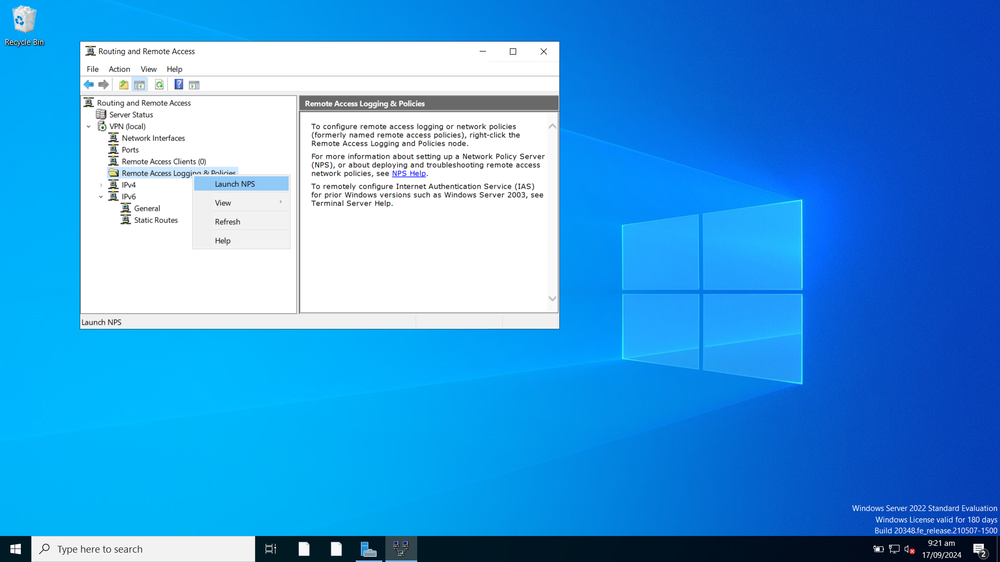 Recycle Bin
Routing and Remote Access
File Action View Help
Routing and Remote Access
Server Status
VPN (local)
Network Interfaces
Ports
Remote Access Clients (0)
Remote Access Logging & Policies
IPv4
IPv6
General
Static Routes
Launch NPS
View
Refresh
Help
Remote Access Logging & Policies
To configure remote access logging or network policies
(formerly named remote access policies), right-click the
Remote Access Logging and Policies node.
For more information about setting up a Network Policy Server
(NPS), or about deploying and troubleshooting remote access
network policies, see NPS Help.
To remotely configure Internet Authentication Service (IAS)
for prior Windows versions such as Windows Server 2003, see
Terminal Server Help.
Launch NPS
Windows Server 2022 Standard Evaluation
Windows License valid for 180 days
Build 20348.fe_release.210507-1500
Type here to search
9:21 am
17/09/2024
2